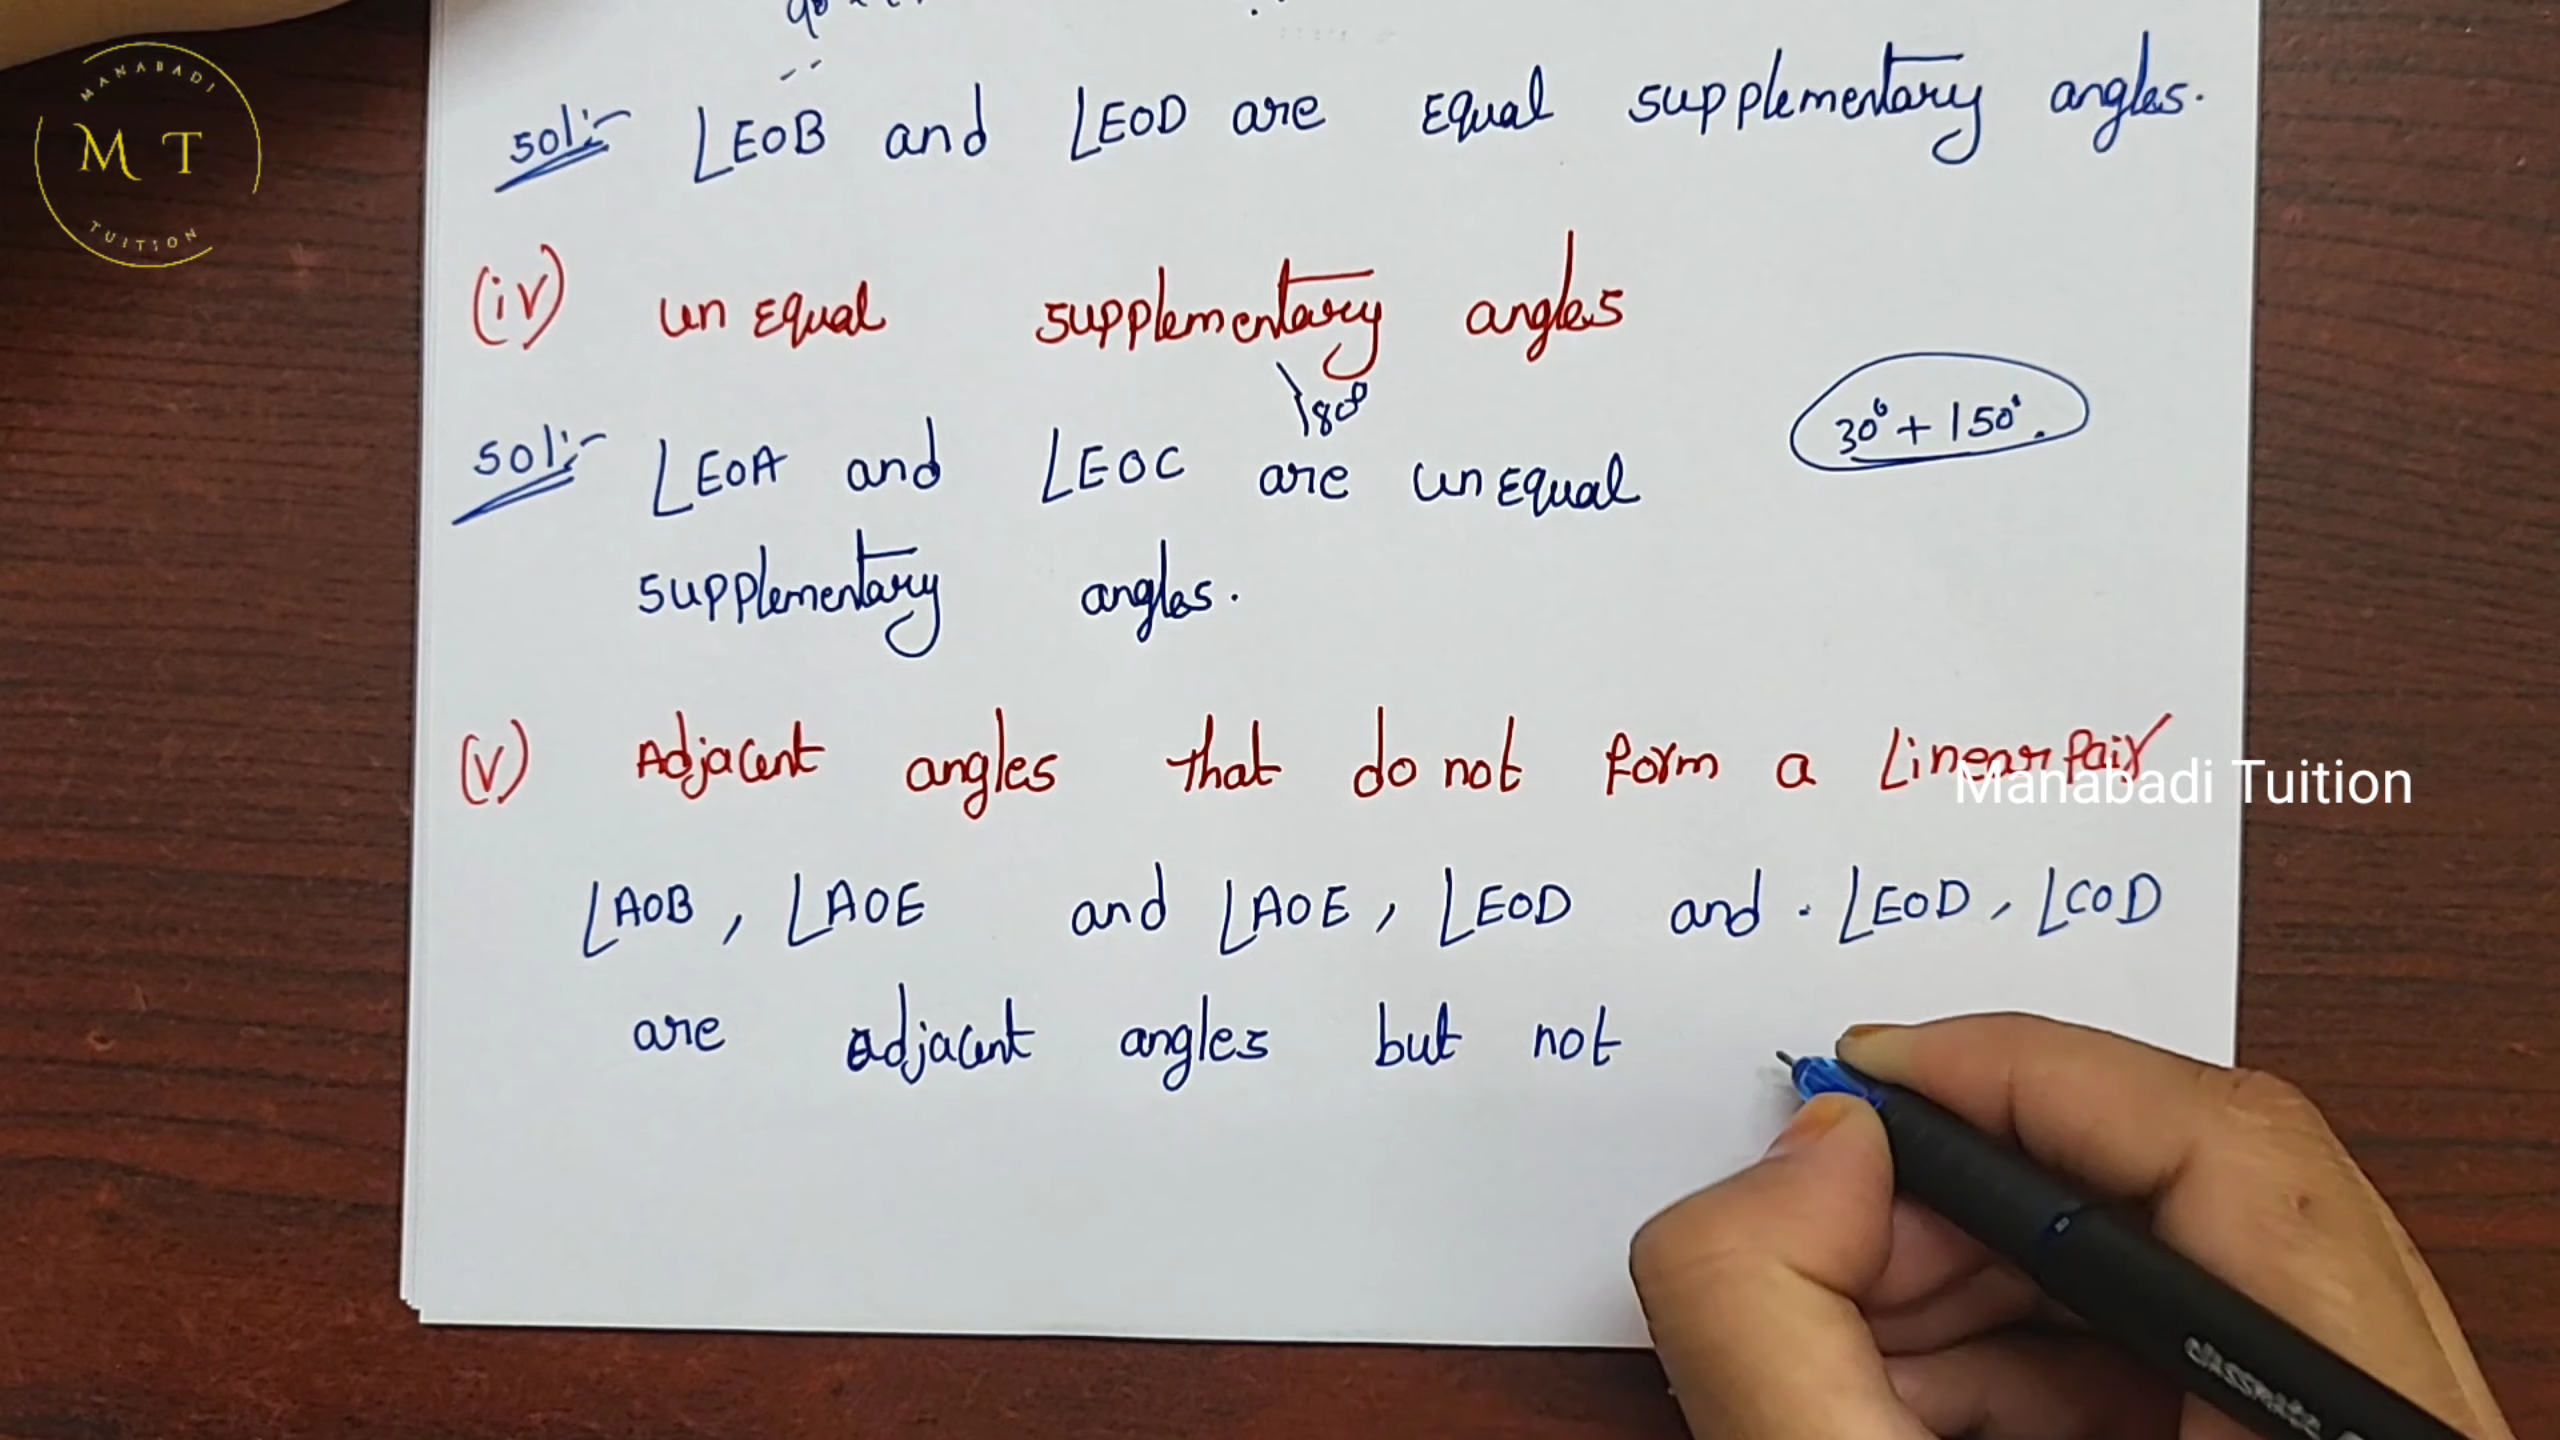 MANABADI
MT
TUITION
sol:- ∠EOB and ∠EOD are Equal supplementary angles.
(iv) un Equal supplementary angles
180°
30° + 150°.
sol:- ∠EOA and ∠EOC are un Equal
supplementary angles.
(v) Adjacent angles that do not form a Linear Pair
Manabadi Tuition
∠AOB, ∠AOE and ∠AOE, ∠EOD and . ∠EOD, ∠COD
are adjacent angles but not
classmate